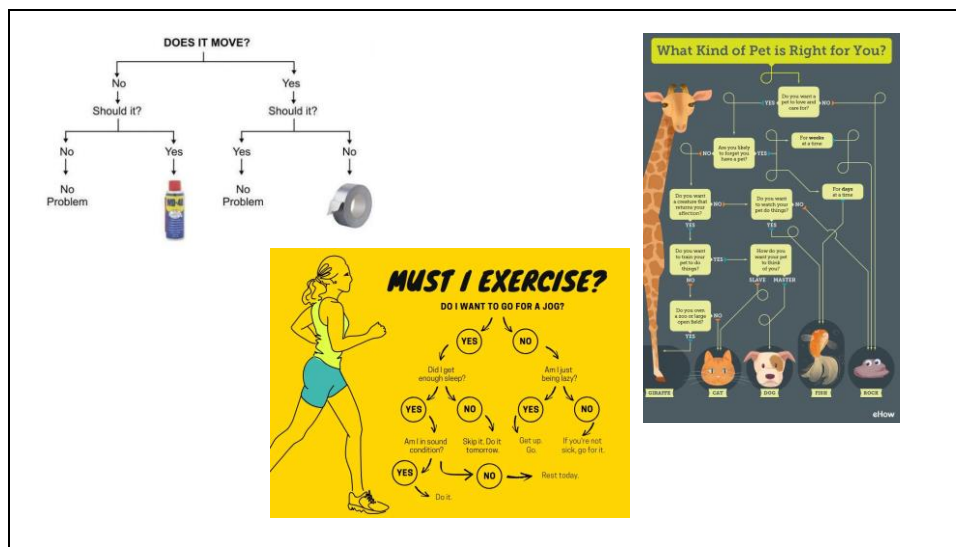 DOES IT MOVE?
No
Yes
Should it?
Should it?
No
Yes
Yes
No
No
Problem
WD-40
No
Problem
What Kind of Pet is Right for You?
YES
Do you want a
pet to love and
care for?
NO
NO
Are you likely
to forget you
have a pet?
YES
For weeks
at a time
For days
at a time
Do you want
a creature that
returns your
affection?
NO
Do you want
to watch your
pet do things?
NO
YES
YES
Do you want
to train your
pet to do
things?
YES
How do you
want your pet
to think
of you?
NO
SLAVE
MASTER
Do you own
a zoo or large
open field?
NO
YES
GIRAFFE
CAT
DOG
FISH
ROCK
eHow
MUST I EXERCISE?
DO I WANT TO GO FOR A JOG?
YES
NO
Did I get
enough sleep?
Am I just
being lazy?
YES
NO
YES
NO
Am I in sound
condition?
Skip it. Do it
tomorrow.
Get up.
Go.
If you're not
sick, go for it.
YES
NO
Rest today.
Do it.